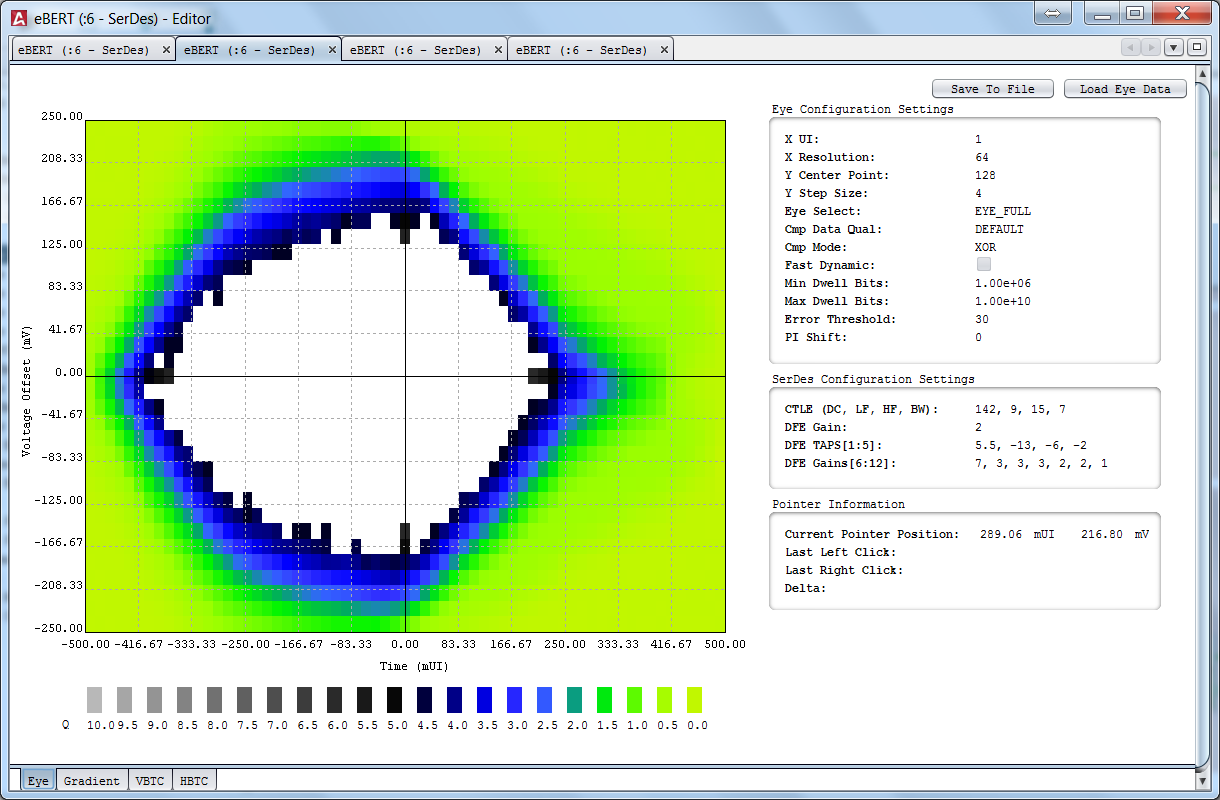 eBERT (:6 - SerDes) - Editor
eBERT (:6 - SerDes) eBERT (:6 - SerDes) eBERT (:6 - SerDes) eBERT (:6 - SerDes)
Save To File Load Eye Data
Eye Configuration Settings
X UI: 1
X Resolution: 64
Y Center Point: 128
Y Step Size: 4
Eye Select: EYE_FULL
Cmp Data Qual: DEFAULT
Cmp Mode: XOR
Fast Dynamic:
Min Dwell Bits: 1.00e+06
Max Dwell Bits: 1.00e+10
Error Threshold: 30
PI Shift: 0
SerDes Configuration Settings
CTLE (DC, LF, HF, BW): 142, 9, 15, 7
DFE Gain: 2
DFE TAPS[1:5]: 5.5, -13, -6, -2
DFE Gains[6:12]: 7, 3, 3, 3, 2, 2, 1
Pointer Information
Current Pointer Position: 289.06 mUI 216.80 mV
Last Left Click:
Last Right Click:
Delta:
Voltage Offset (mV)
250.00
208.33
166.67
125.00
83.33
41.67
0.00
-41.67
-83.33
-125.00
-166.67
-208.33
-250.00
-500.00 -416.67 -333.33 -250.00 -166.67 -83.33 0.00 83.33 166.67 250.00 333.33 416.67 500.00
Time (mUI)
Q 10.0 9.5 9.0 8.5 8.0 7.5 7.0 6.5 6.0 5.5 5.0 4.5 4.0 3.5 3.0 2.5 2.0 1.5 1.0 0.5 0.0
Eye Gradient VBTC HBTC